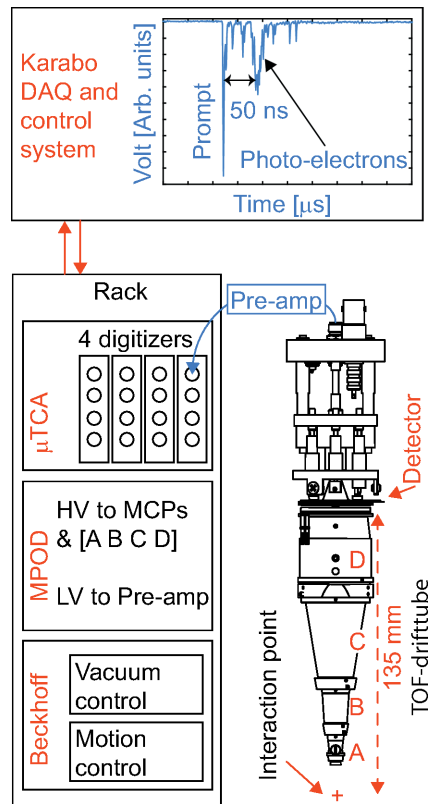 Karabo
DAQ and
control
system
Volt [Arb. units]
Prompt
50 ns
Photo-electrons
Time [μs]
Rack
Pre-amp
4 digitizers
μTCA
MPOD
HV to MCPs
& [A B C D]
LV to Pre-amp
Beckhoff
Vacuum
control
Motion
control
Detector
D
C
B
A
135 mm
TOF-drifttube
Interaction point
+